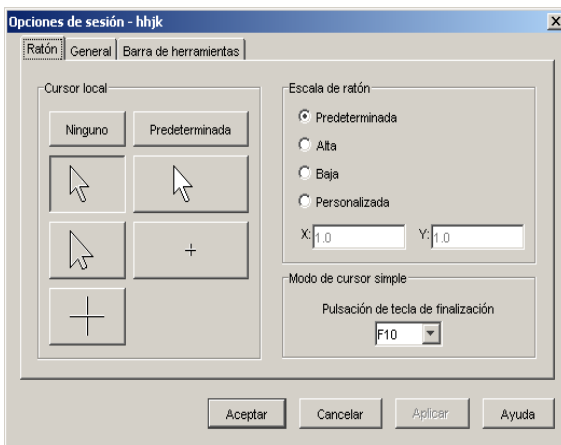 Opciones de sesión - hhjk
Ratón General Barra de herramientas
Cursor local
Ninguno
Predeterminada
Escala de ratón
Predeterminada
Alta
Baja
Personalizada
X: 1.0
Y: 1.0
Modo de cursor simple
Pulsación de tecla de finalización
F10
Aceptar
Cancelar
Aplicar
Ayuda